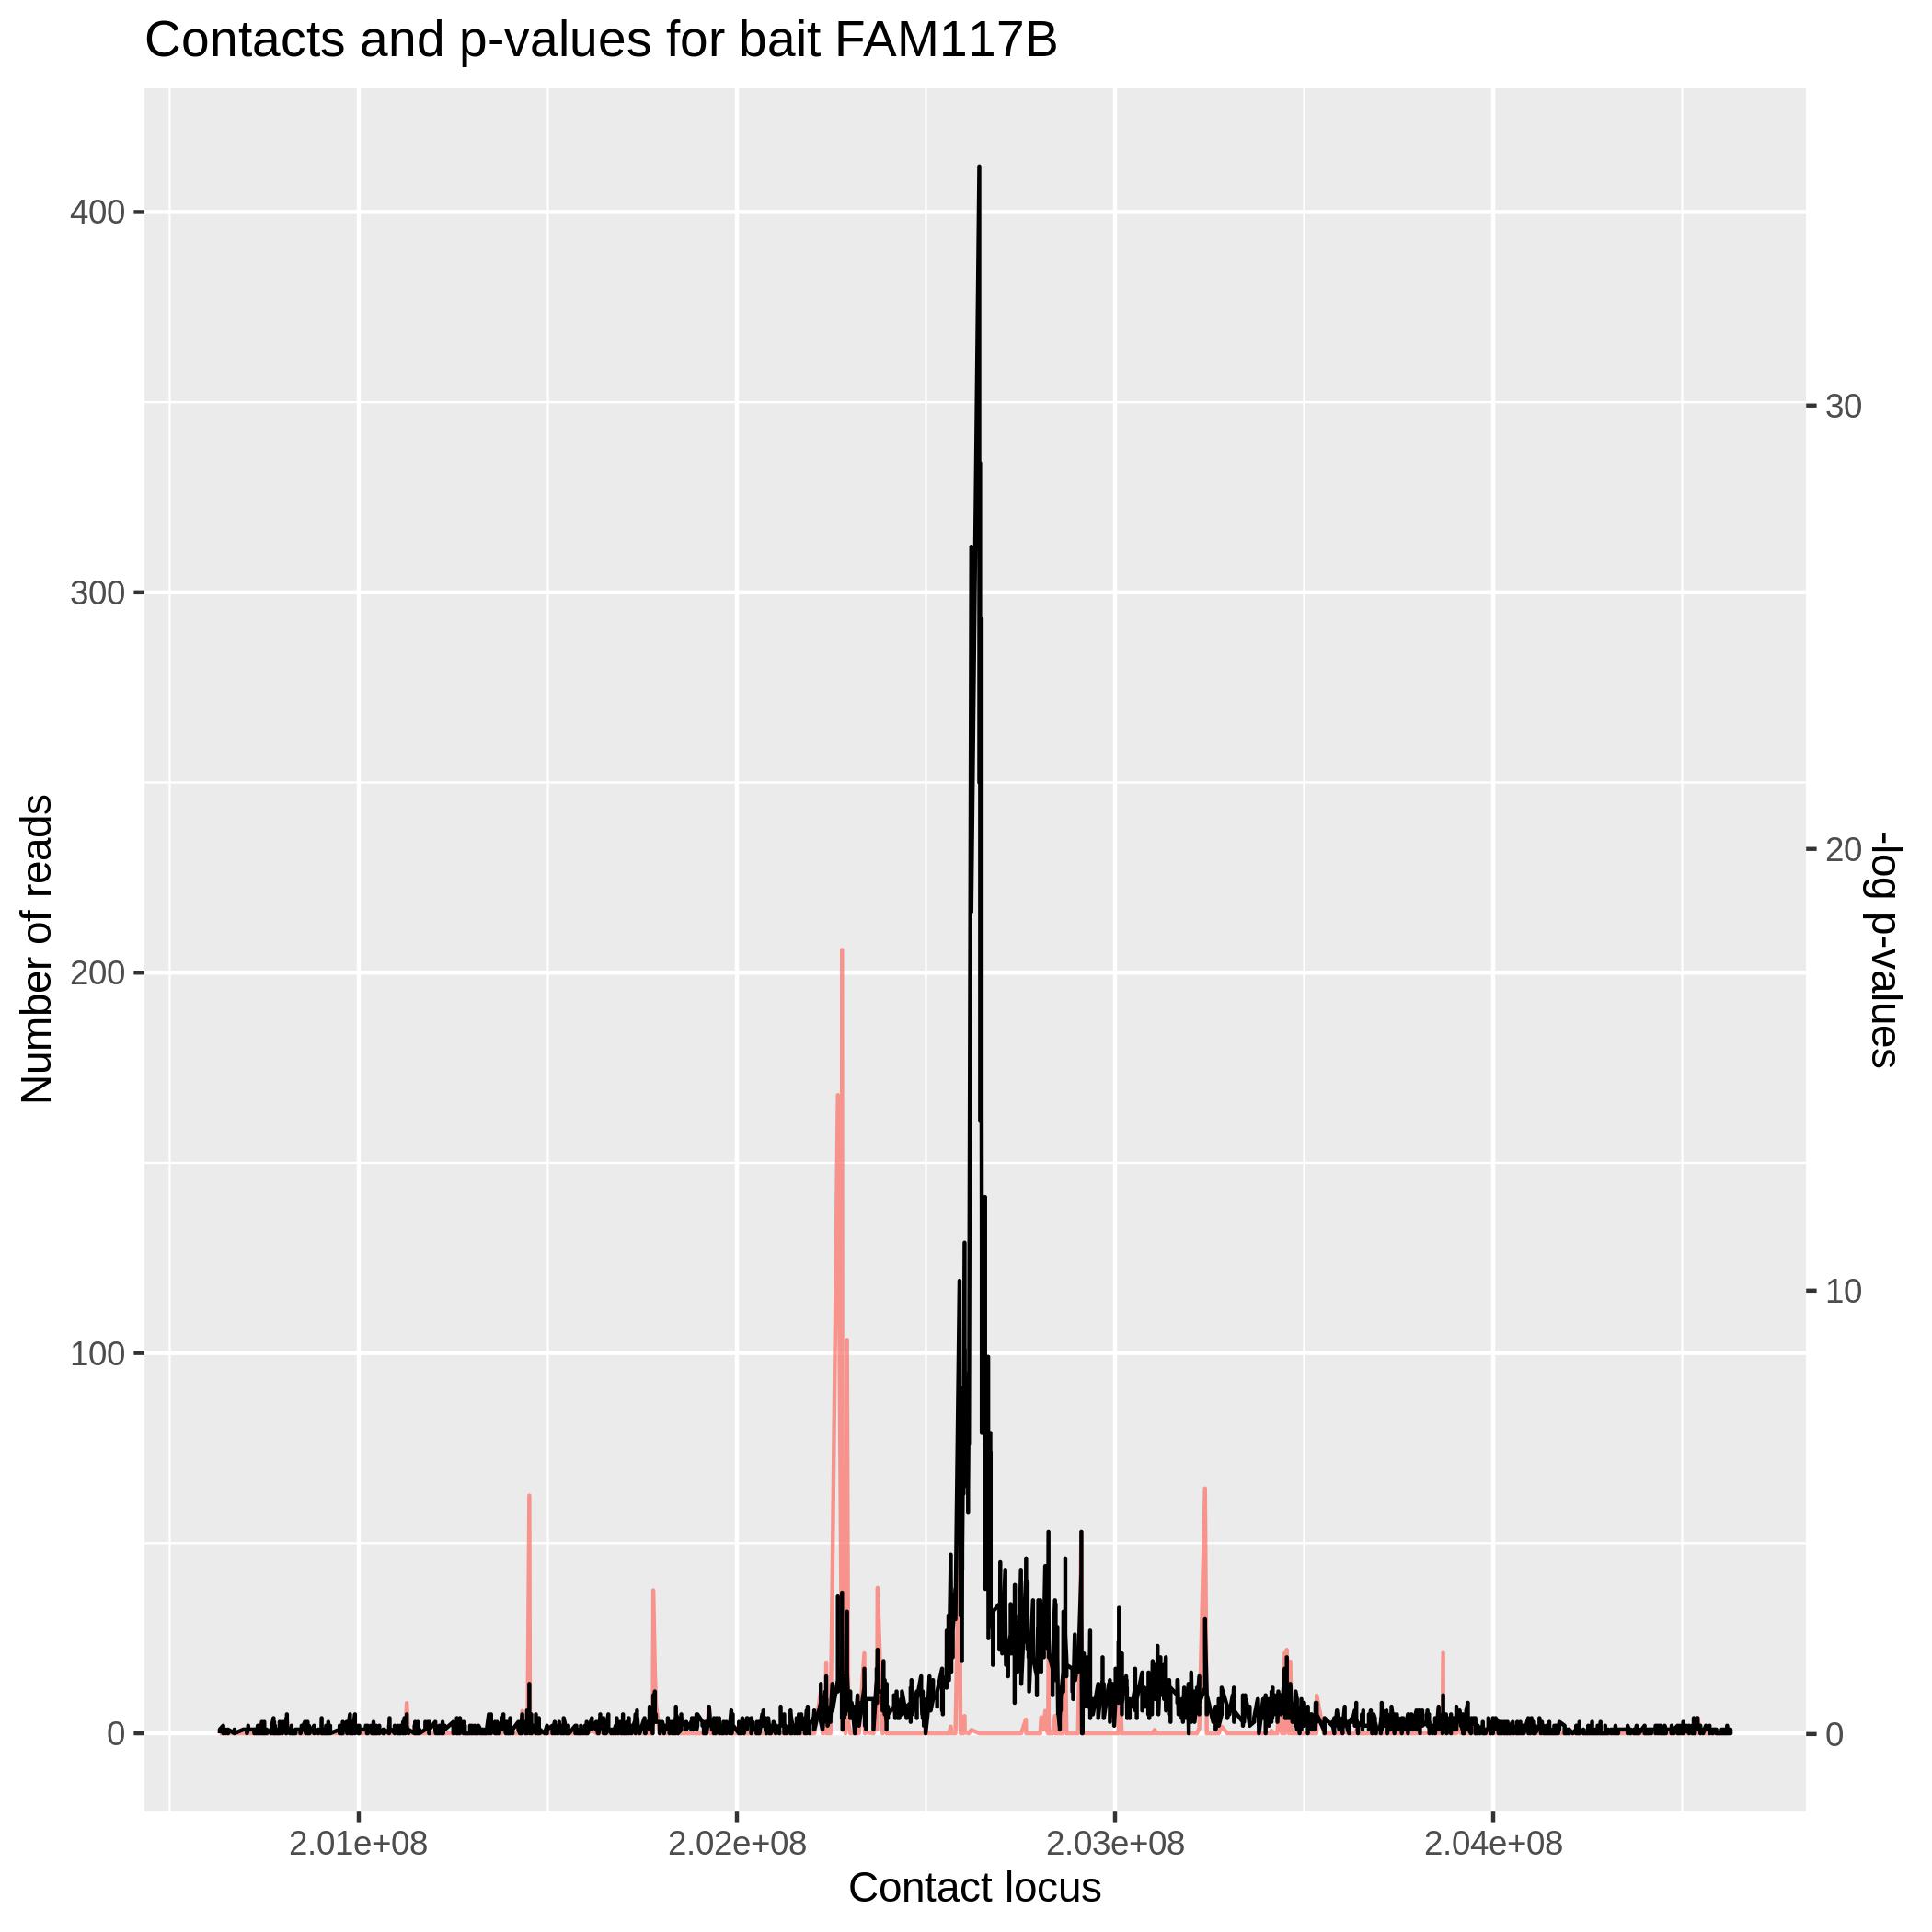 Contacts and p-values for bait FAM117B
400
300
200
100
0
Number of reads
30
20
10
0
-log p-values
2.01e+08
2.02e+08
2.03e+08
2.04e+08
Contact locus